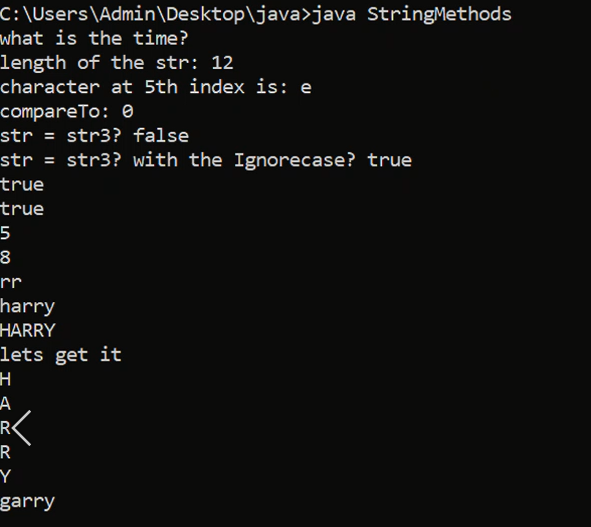 C:\Users\Admin\Desktop\java>java StringMethods
what is the time?
length of the str: 12
character at 5th index is: e
compareTo: 0
str = str3? false
str = str3? with the Ignorecase? true
true
true
5
8
rr
harry
HARRY
lets get it
H
A
R
R
Y
garry